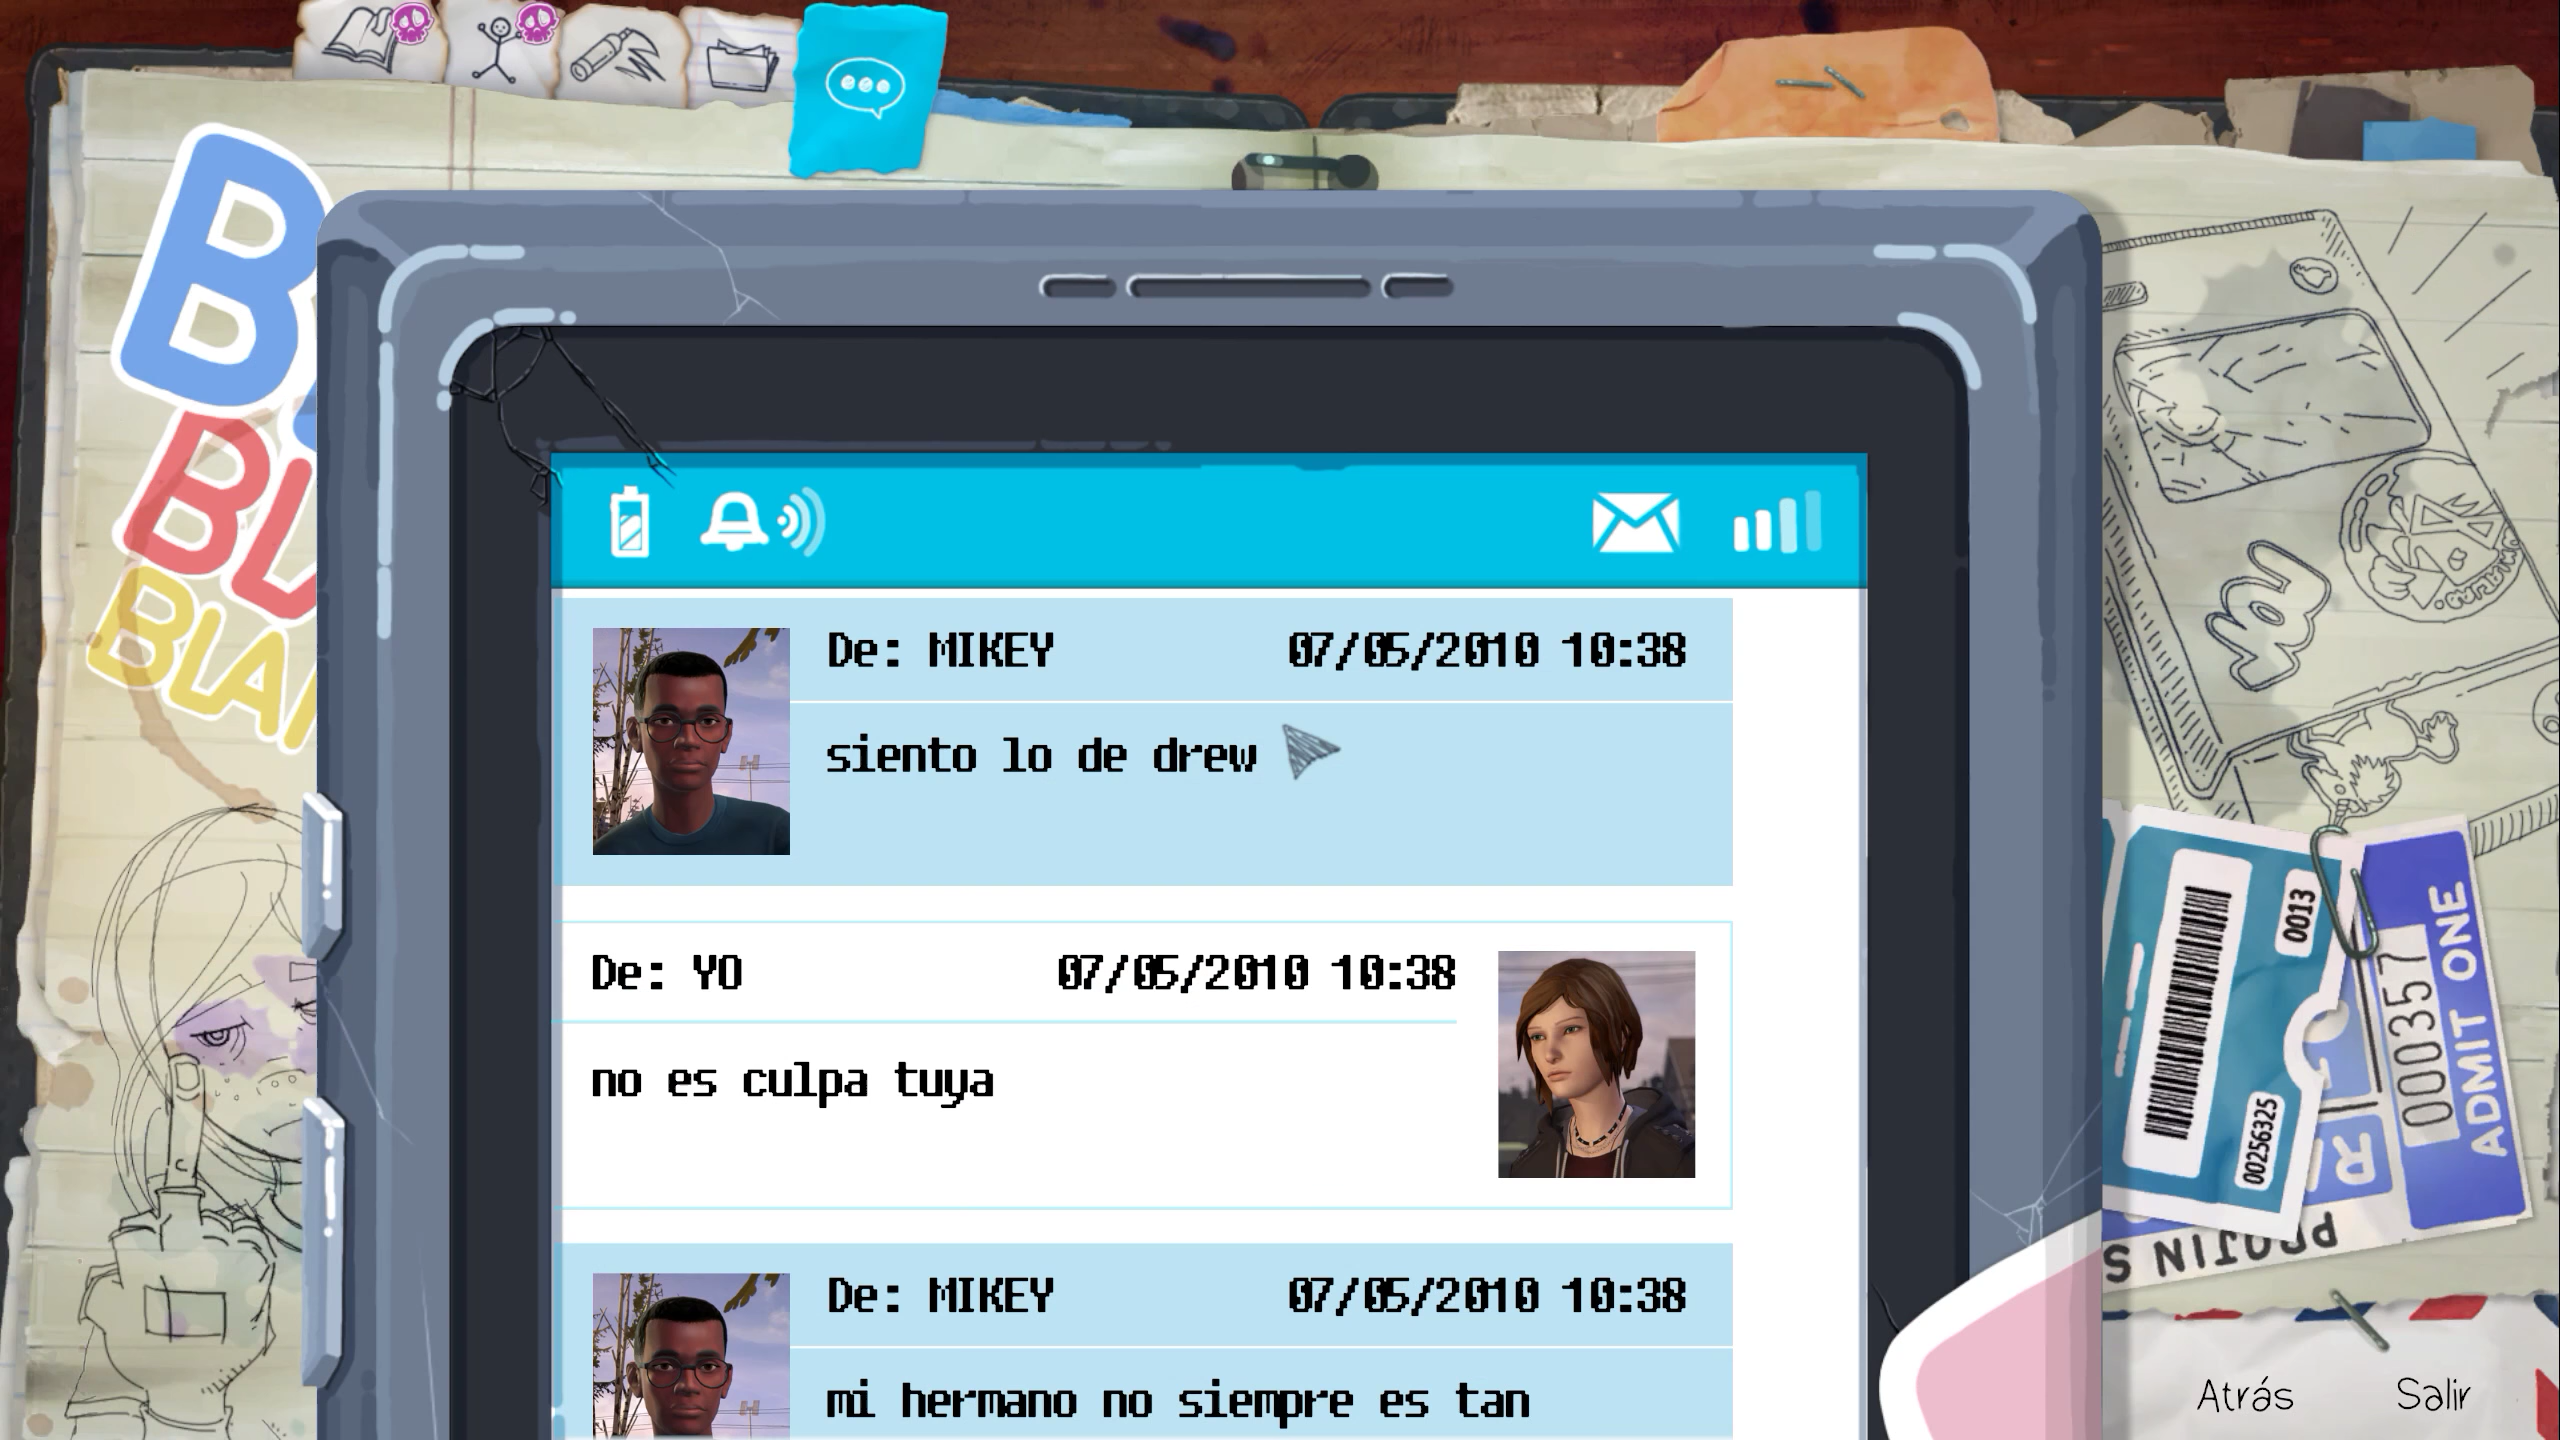 De: MIKEY 07/05/2010 10:38
siento lo de drew
De: YO 07/05/2010 10:38
no es culpa tuya
De: MIKEY 07/05/2010 10:38
mi hermano no siempre es tan
0013
00256325
000357
ADMIT ONE
Atrás
Salir